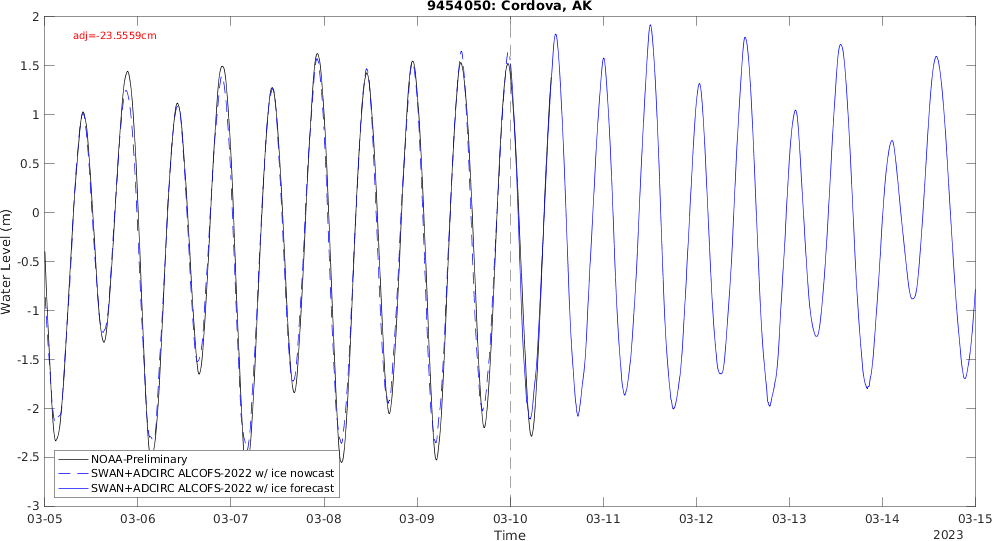 9454050: Cordova, AK
adj=-23.5559cm
Water Level (m)
2
1.5
1
0.5
0
-0.5
-1
-1.5
-2
-2.5
-3
NOAA-Preliminary
SWAN+ADCIRC ALCOFS-2022 w/ ice nowcast
SWAN+ADCIRC ALCOFS-2022 w/ ice forecast
03-05 03-06 03-07 03-08 03-09 03-10 03-11 03-12 03-13 03-14 03-15
Time
2023